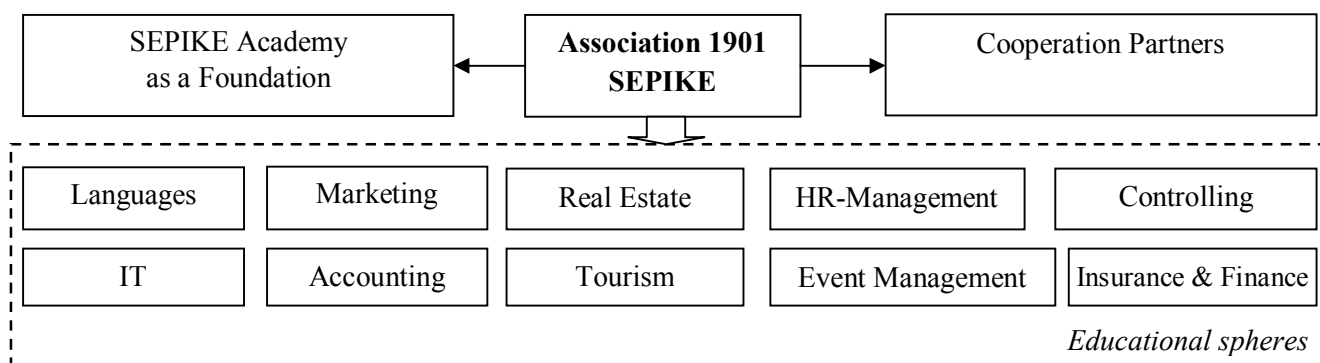 SEPIKE Academy
as a Foundation
Association 1901
SEPIKE
Cooperation Partners
Languages
Marketing
Real Estate
HR-Management
Controlling
IT
Accounting
Tourism
Event Management
Insurance & Finance
Educational spheres